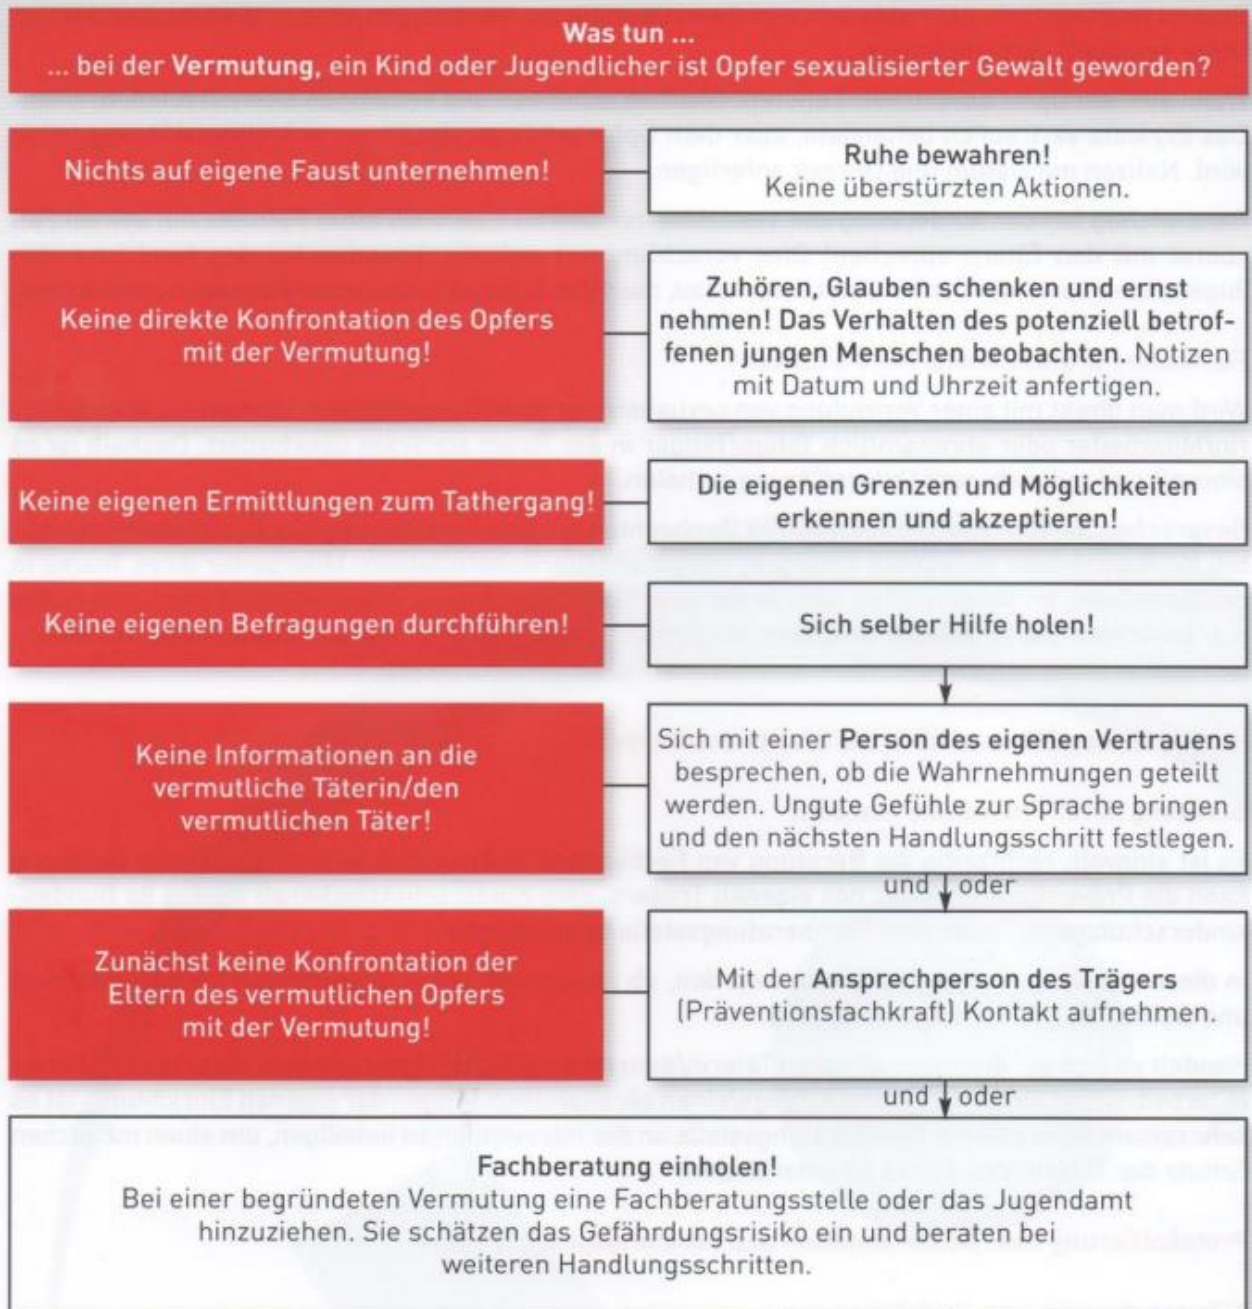 Was tun ...
... bei der Vermutung, ein Kind oder Jugendlicher ist Opfer sexualisierter Gewalt geworden?
Nichts auf eigene Faust unternehmen!
Ruhe bewahren!
Keine überstürzten Aktionen.
Keine direkte Konfrontation des Opfers
mit der Vermutung!
Zuhören, Glauben schenken und ernst
nehmen! Das Verhalten des potenziell betrof-
fenen jungen Menschen beobachten. Notizen
mit Datum und Uhrzeit anfertigen.
Keine eigenen Ermittlungen zum Tathergang!
Die eigenen Grenzen und Möglichkeiten
erkennen und akzeptieren!
Keine eigenen Befragungen durchführen!
Sich selber Hilfe holen!
Keine Informationen an die
vermutliche Täterin/den
vermutlichen Täter!
Sich mit einer Person des eigenen Vertrauens
besprechen, ob die Wahrnehmungen geteilt
werden. Ungute Gefühle zur Sprache bringen
und den nächsten Handlungsschritt festlegen.
und oder
Zunächst keine Konfrontation der
Eltern des vermutlichen Opfers
mit der Vermutung!
Mit der Ansprechperson des Trägers
(Präventionsfachkraft) Kontakt aufnehmen.
und oder
Fachberatung einholen!
Bei einer begründeten Vermutung eine Fachberatungsstelle oder das Jugendamt
hinzuziehen. Sie schätzen das Gefährdungsrisiko ein und beraten bei
weiteren Handlungsschritten.